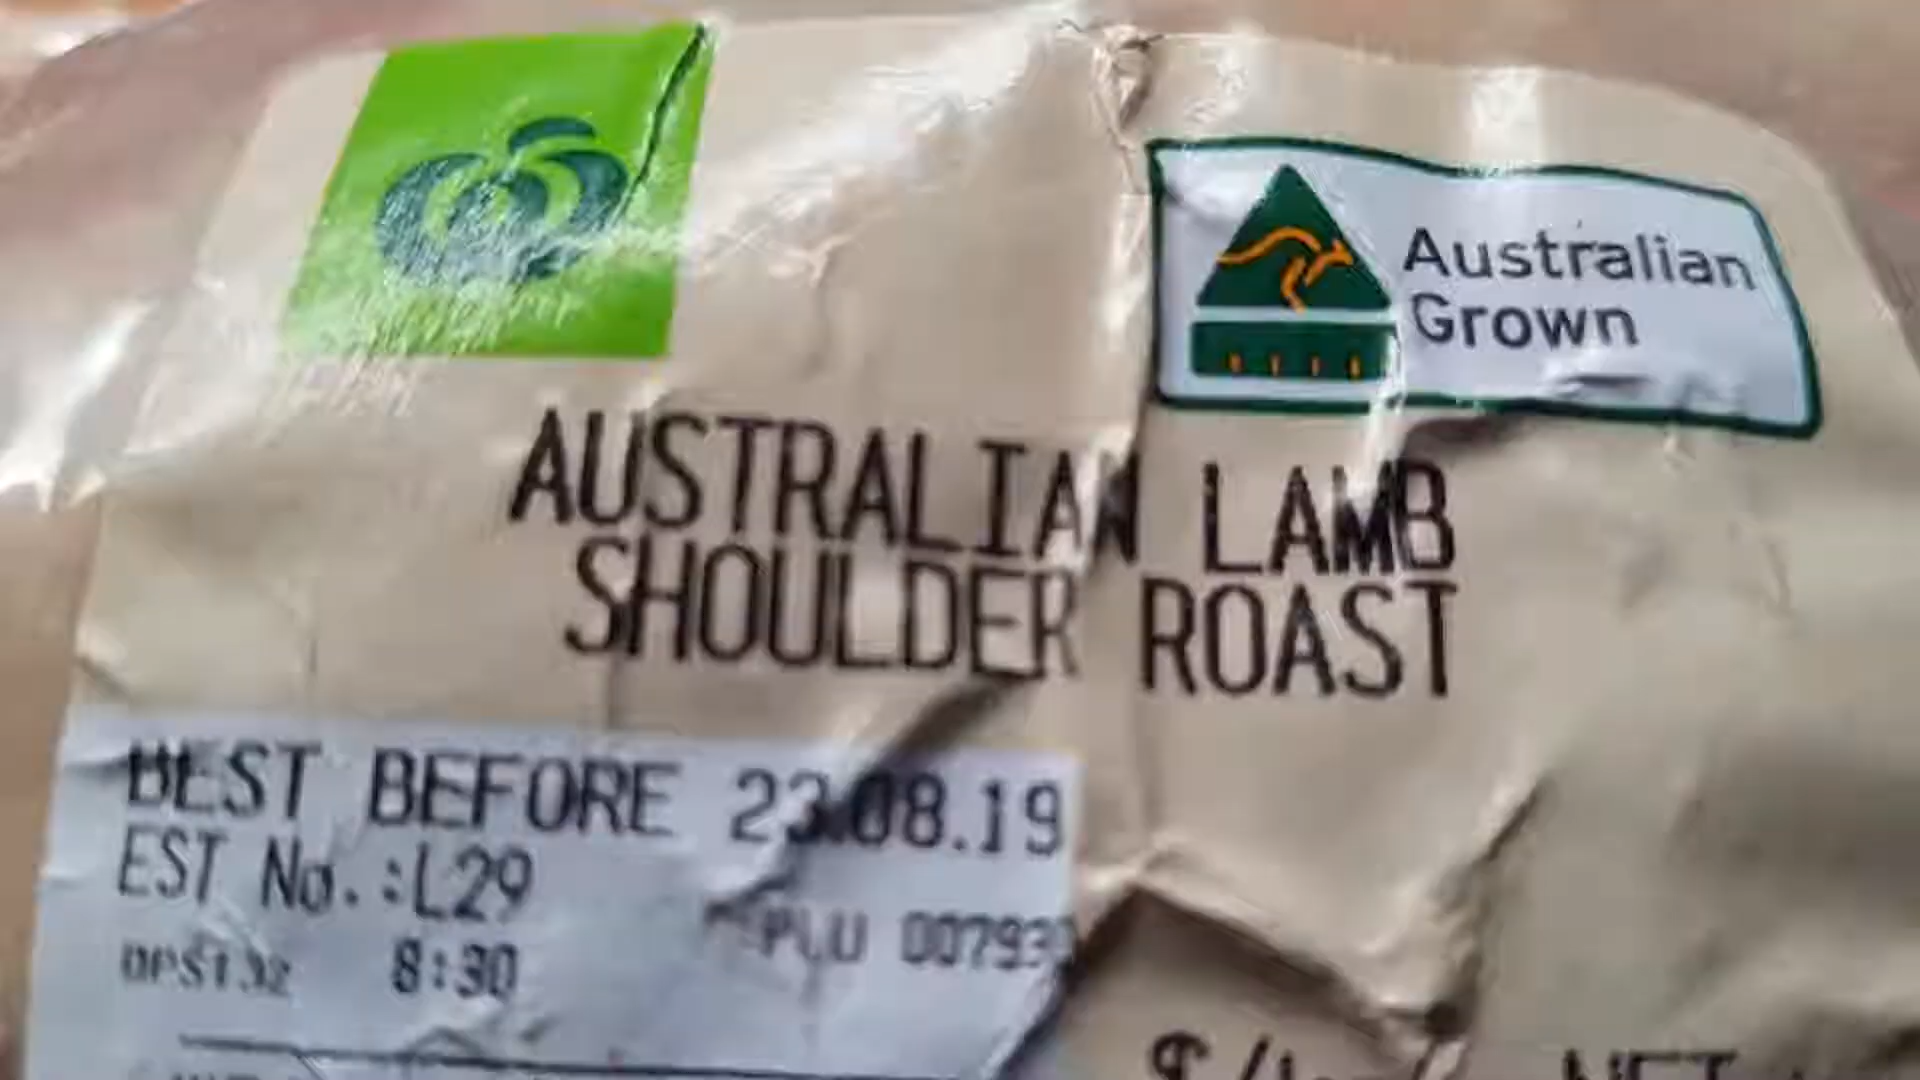 Australian
Grown
AUSTRALIAN LAMB
SHOULDER ROAST
BEST BEFORE 23.08.19
EST No.:L29
PLU 00793
8:30
NET